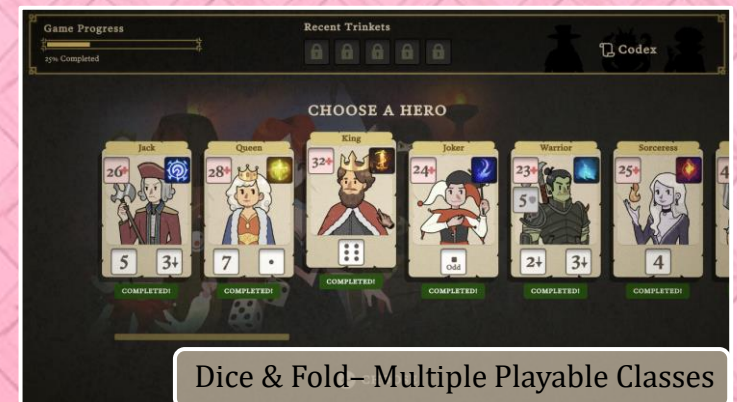 Game Progress
25% Completed
Recent Trinkets
Codex
CHOOSE A HERO
Jack
26+
5
3↓
COMPLETED!
Queen
28+
7
COMPLETED!
King
32+
COMPLETED!
Joker
24+
Odd
COMPLETED!
Warrior
23+
5
2↓
3↓
COMPLETED!
Sorceress
25+
4
COMPLETED!
4
Dice & Fold– Multiple Playable Classes